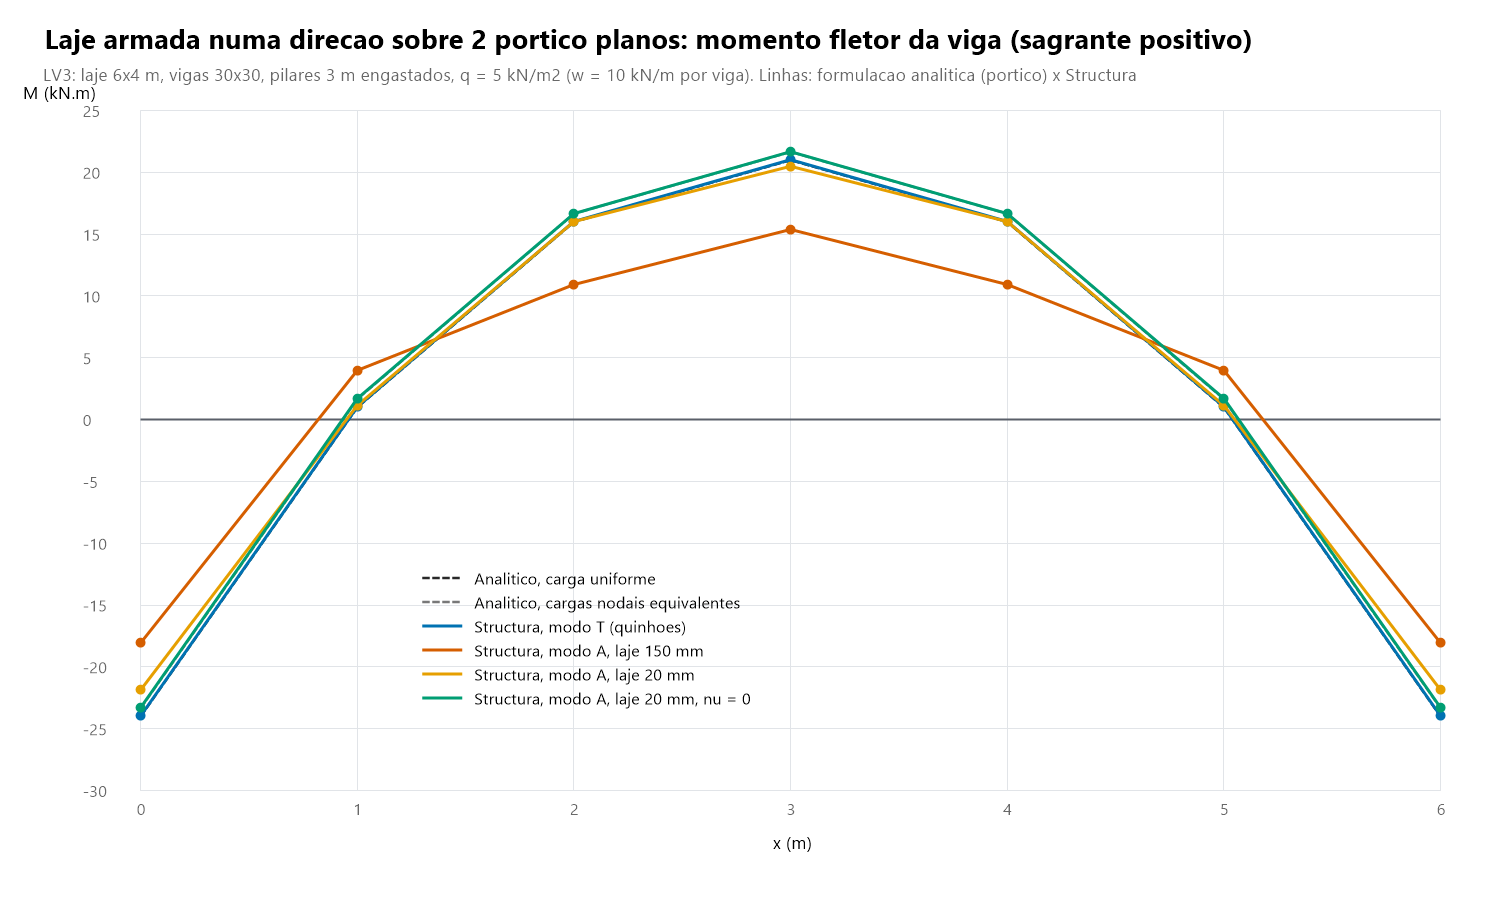 Laje armada numa direcao sobre 2 portico planos: momento fletor da viga (sagrante positivo)
LV3: laje 6x4 m, vigas 30x30, pilares 3 m engastados, q = 5 kN/m2 (w = 10 kN/m por viga). Linhas: formulacao analitica (portico) x Structura
M (kN.m)
25
20
15
10
5
0
-5
-10
-15
-20
-25
-30
Analitico, carga uniforme
Analitico, cargas nodais equivalentes
Structura, modo T (quinhoes)
Structura, modo A, laje 150 mm
Structura, modo A, laje 20 mm
Structura, modo A, laje 20 mm, nu = 0
0 1 2 3 4 5 6
x (m)